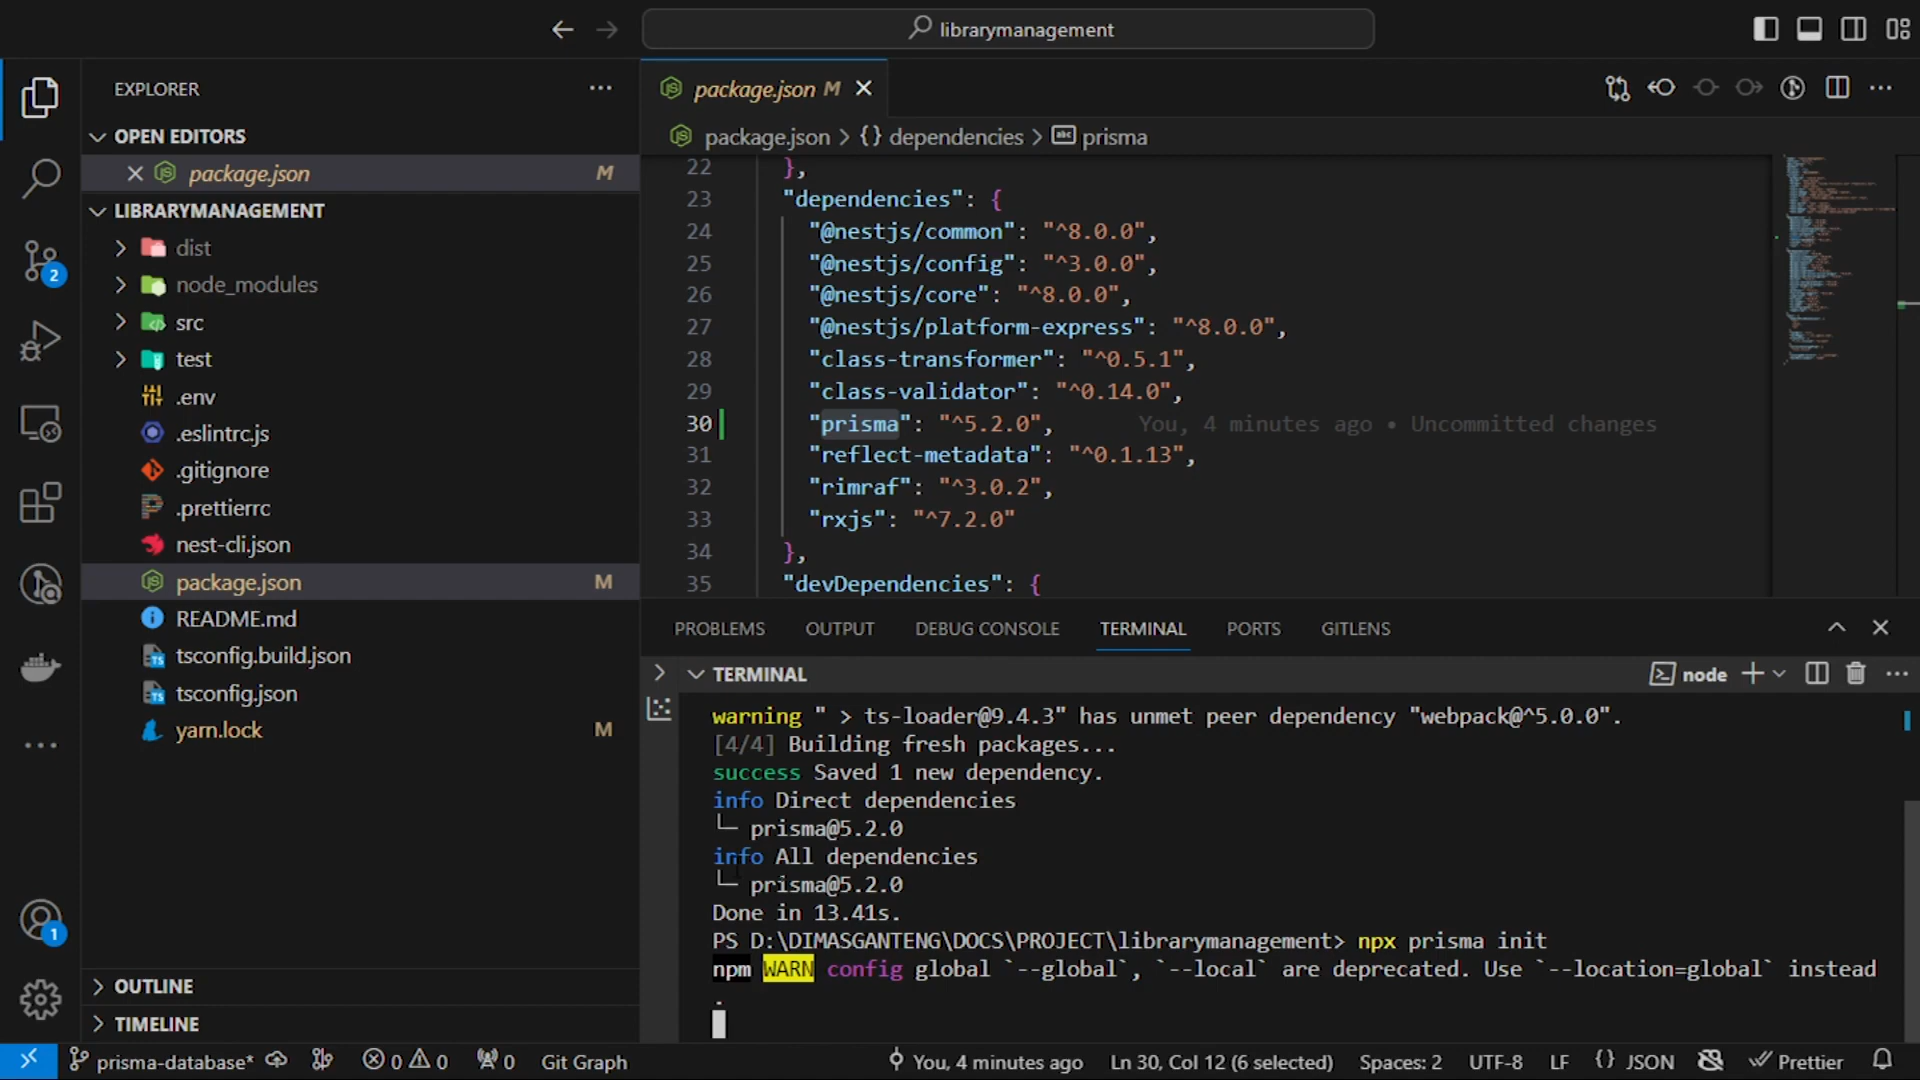 librarymanagement
EXPLORER
OPEN EDITORS
package.json M
LIBRARYMANAGEMENT
dist
node_modules
src
test
.env
.eslintrc.js
.gitignore
.prettierrc
nest-cli.json
package.json M
README.md
tsconfig.build.json
tsconfig.json
yarn.lock M
OUTLINE
TIMELINE
2
1
package.json M
package.json > {} dependencies > abc prisma
22 },
23 "dependencies": {
24 "@nestjs/common": "^8.0.0",
25 "@nestjs/config": "^3.0.0",
26 "@nestjs/core": "^8.0.0",
27 "@nestjs/platform-express": "^8.0.0",
28 "class-transformer": "^0.5.1",
29 "class-validator": "^0.14.0",
30 "prisma": "^5.2.0", You, 4 minutes ago • Uncommitted changes
31 "reflect-metadata": "^0.1.13",
32 "rimraf": "^3.0.2",
33 "rxjs": "^7.2.0"
34 },
35 "devDependencies": {
PROBLEMS OUTPUT DEBUG CONSOLE TERMINAL PORTS GITLENS
TERMINAL node
warning " > ts-loader@9.4.3" has unmet peer dependency "webpack@^5.0.0".
[4/4] Building fresh packages...
success Saved 1 new dependency.
info Direct dependencies
└─ prisma@5.2.0
info All dependencies
└─ prisma@5.2.0
Done in 13.41s.
PS D:\DIMASGANTENG\DOCS\PROJECT\librarymanagement> npx prisma init
npm WARN config global `--global`, `--local` are deprecated. Use `--location=global` instead
.
prisma-database* 0 0 0 Git Graph You, 4 minutes ago Ln 30, Col 12 (6 selected) Spaces: 2 UTF-8 LF {} JSON Prettier